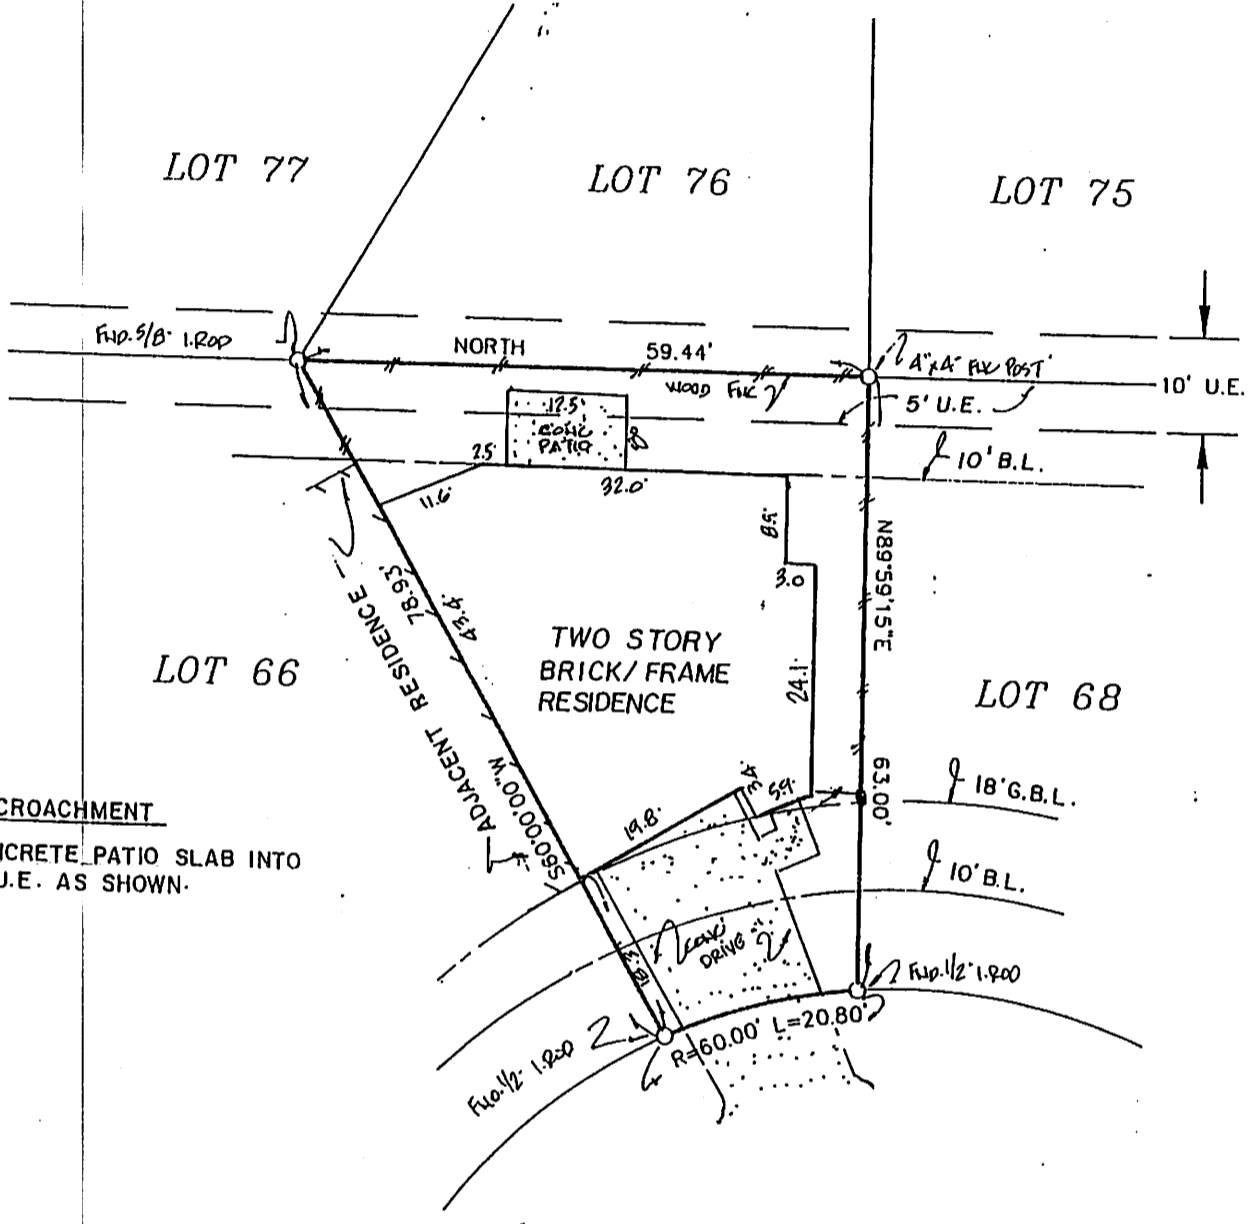 LOT 77
LOT 76
LOT 75
FND. 5/8" I.ROD
NORTH
59.44'
WOOD FNC
4"x4" FNC POST
10' U.E.
5' U.E.
12.5'
CONC
PATIO
8
10' B.L.
2.5
11.6'
32.0'
8.5'
3.0
N89°59'15"E
78.93'
43.4'
ADJACENT RESIDENCE
TWO STORY
BRICK/FRAME
RESIDENCE
24.1'
LOT 66
LOT 68
S60°00'00"W
63.00'
18' G.B.L.
5.9'
19.8'
CROACHMENT
NCRETE PATIO SLAB INTO
U.E. AS SHOWN.
10' B.L.
CONC
DRIVE
FND. 1/2" I.ROD
R=60.00' L=20.80'
FND. 1/2" I.ROD